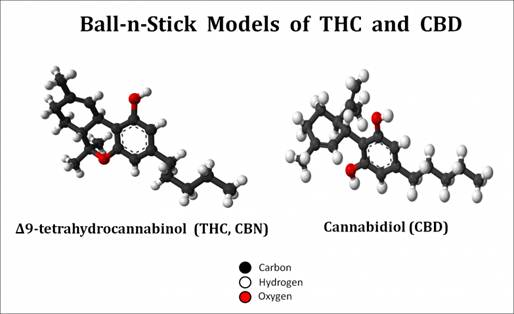 Ball-n-Stick Models of THC and CBD
Δ9-tetrahydrocannabinol (THC, CBN)
Cannabidiol (CBD)
Carbon
Hydrogen
Oxygen